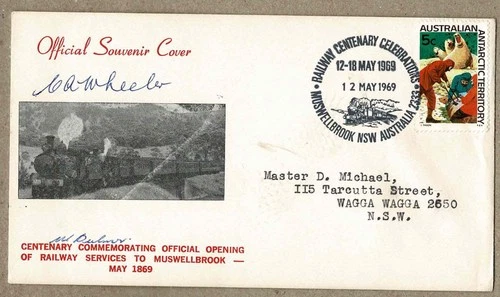 Official Souvenir Cover
C A Wheeler
RAILWAY CENTENARY CELEBRATIONS
12-18 MAY 1969
12 MAY 1969
MUSWELLBROOK NSW AUSTRALIA 2333
AUSTRALIAN
ANTARCTIC TERRITORY
5c
Master D. Michael,
115 Tarcutta Street,
WAGGA WAGGA 2650
N.S.W.
CENTENARY COMMEMORATING OFFICIAL OPENING
OF RAILWAY SERVICES TO MUSWELLBROOK —
MAY 1869